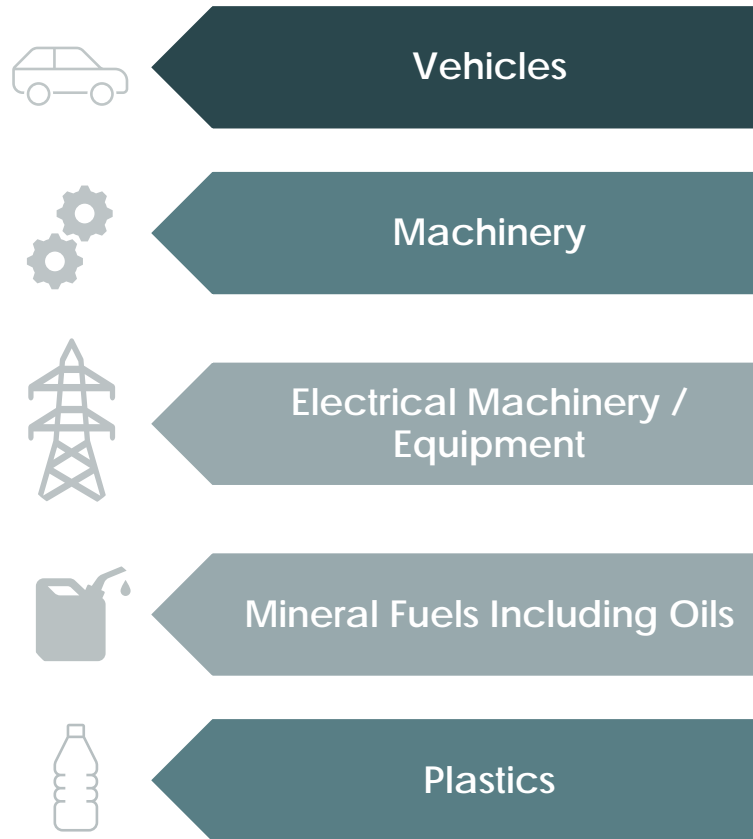 Vehicles
Machinery
Electrical Machinery /
Equipment
Mineral Fuels Including Oils
Plastics